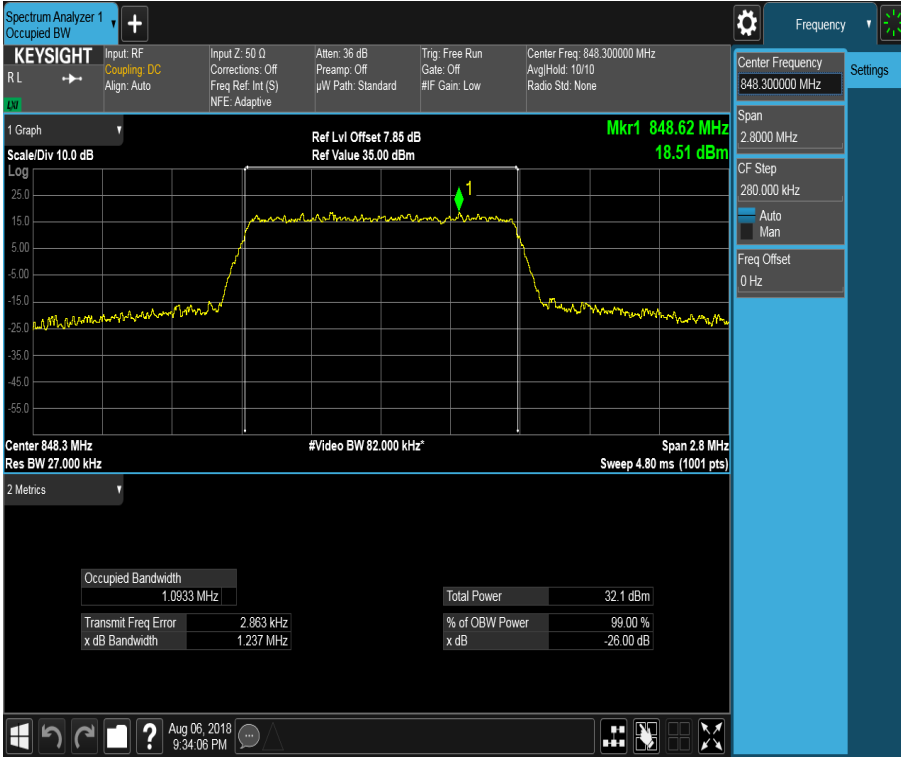 Spectrum Analyzer 1
Occupied BW
Frequency
KEYSIGHT
R L
LXI
Input: RF
Coupling: DC
Align: Auto
Input Z: 50 Ω
Corrections: Off
Freq Ref: Int (S)
NFE: Adaptive
Atten: 36 dB
Preamp: Off
µW Path: Standard
Trig: Free Run
Gate: Off
#IF Gain: Low
Center Freq: 848.300000 MHz
Avg|Hold: 10/10
Radio Std: None
Center Frequency
848.300000 MHz
Settings
Span
2.8000 MHz
CF Step
280.000 kHz
Auto
Man
Freq Offset
0 Hz
1 Graph
Scale/Div 10.0 dB
Ref Lvl Offset 7.85 dB
Ref Value 35.00 dBm
Mkr1 848.62 MHz
18.51 dBm
Log
1
25.0
15.0
5.00
-5.00
-15.0
-25.0
-35.0
-45.0
-55.0
Center 848.3 MHz
#Video BW 82.000 kHz*
Span 2.8 MHz
Res BW 27.000 kHz
Sweep 4.80 ms (1001 pts)
2 Metrics
Occupied Bandwidth
1.0933 MHz
Total Power 32.1 dBm
Transmit Freq Error 2.863 kHz
% of OBW Power 99.00 %
x dB Bandwidth 1.237 MHz
x dB -26.00 dB
?
Aug 06, 2018
9:34:06 PM